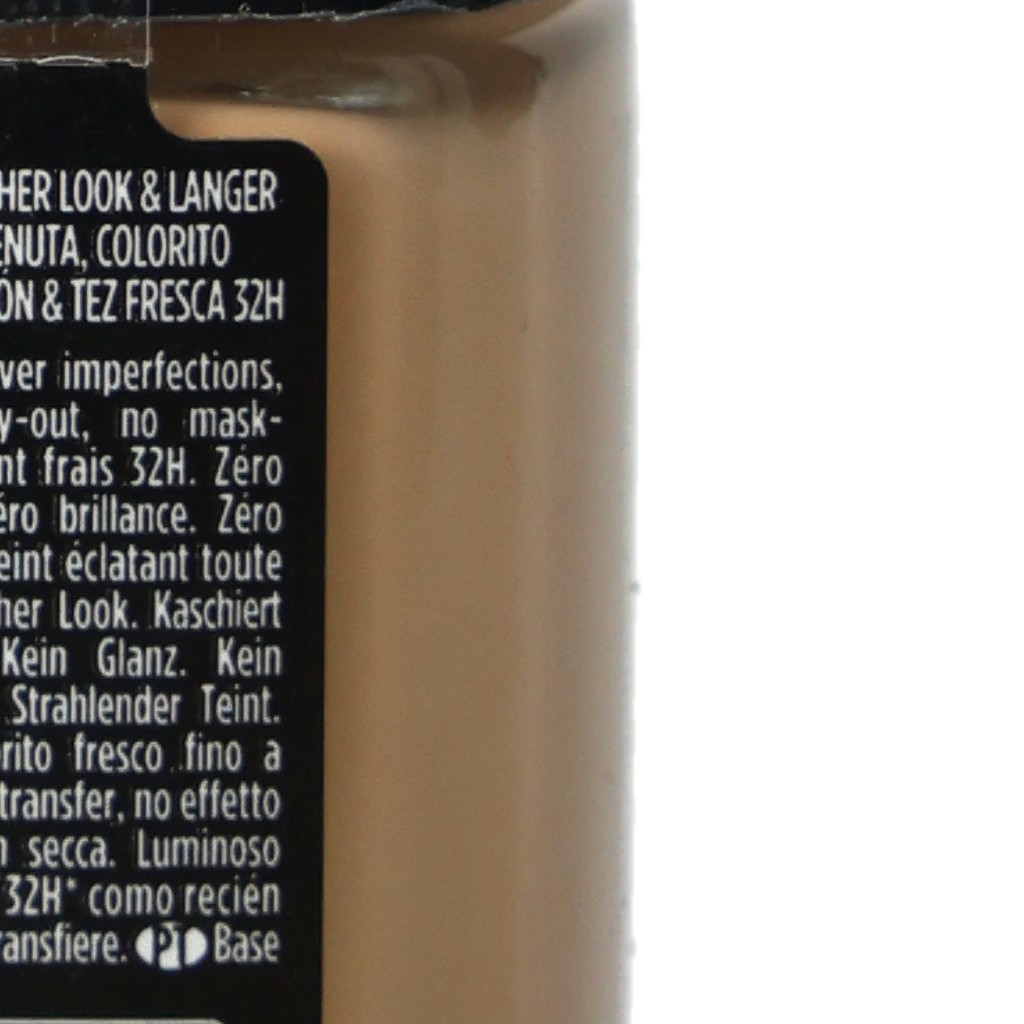 HER LOOK & LANGER
ENUTA, COLORITO
ÓN & TEZ FRESCA 32H
ver imperfections,
y-out, no mask-
nt frais 32H. Zéro
éro brillance. Zéro
eint éclatant toute
her Look. Kaschiert
Kein Glanz. Kein
Strahlender Teint.
rito fresco fino a
transfer, no effetto
secca. Luminoso
32H* como recién
ransfiere. PT Base